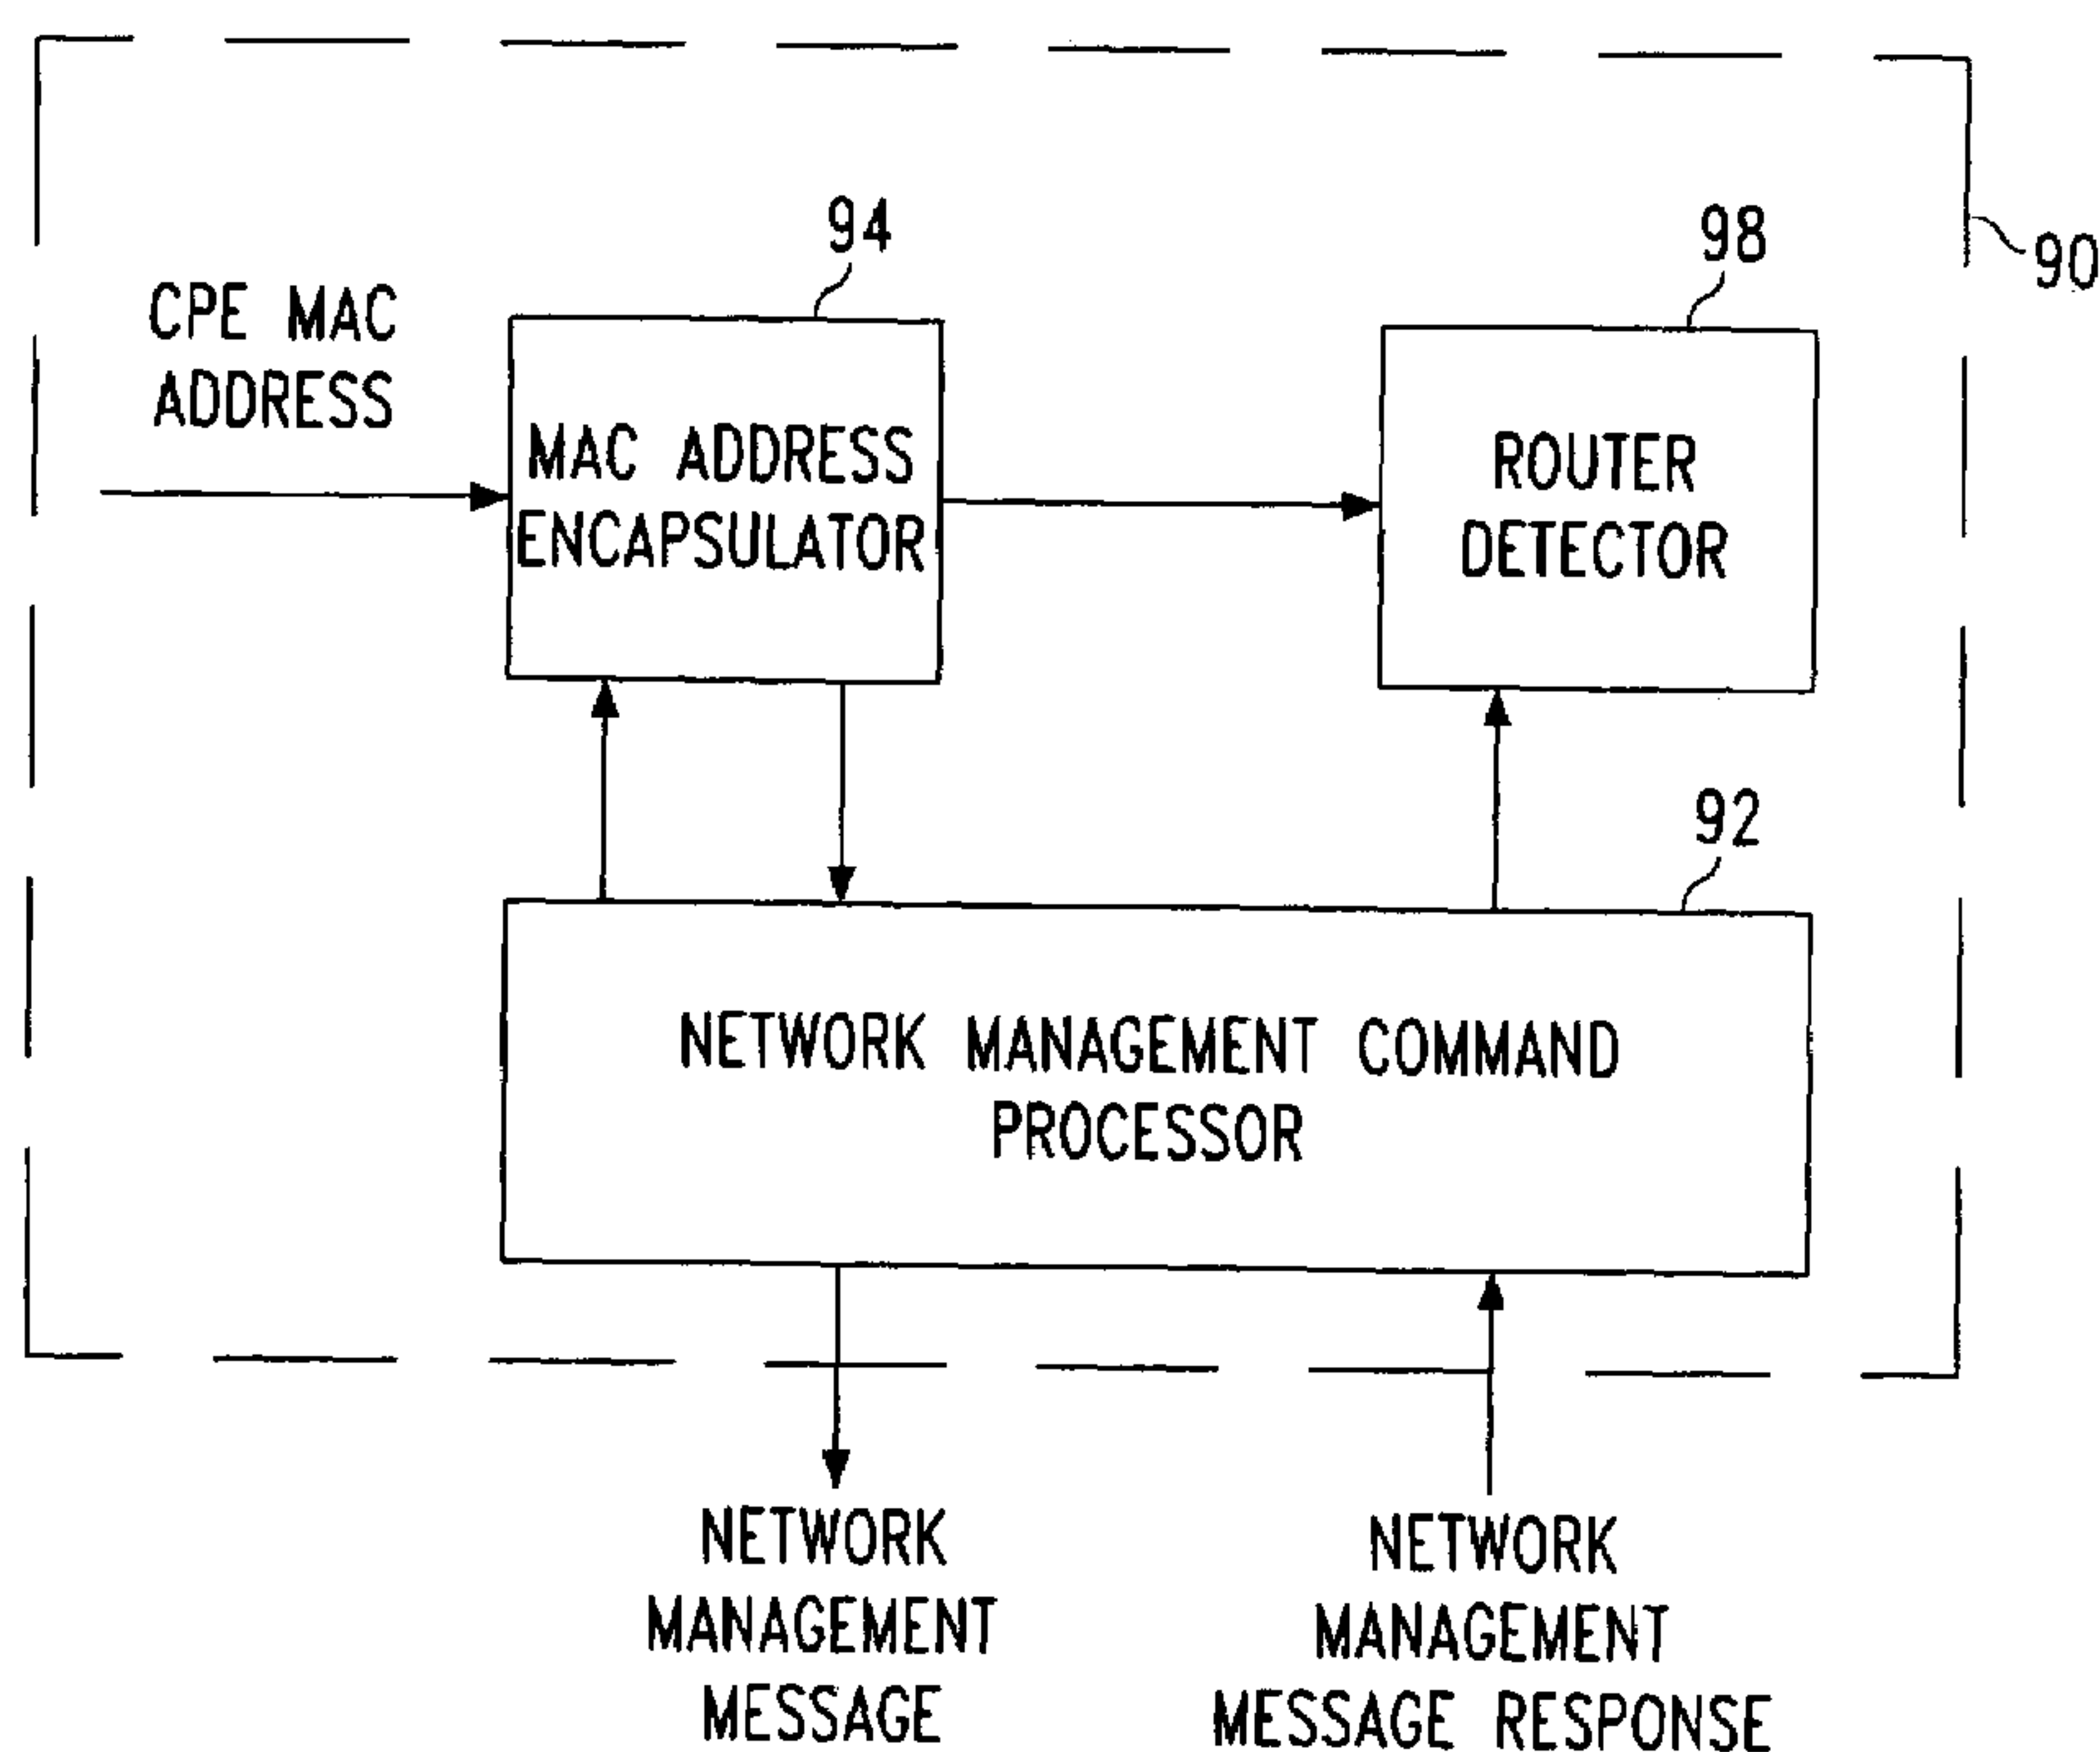 94
98
90
CPE MAC
ADDRESS
MAC ADDRESS
ENCAPSULATOR
ROUTER
DETECTOR
92
NETWORK MANAGEMENT COMMAND
PROCESSOR
NETWORK
MANAGEMENT
MESSAGE
NETWORK
MANAGEMENT
MESSAGE RESPONSE